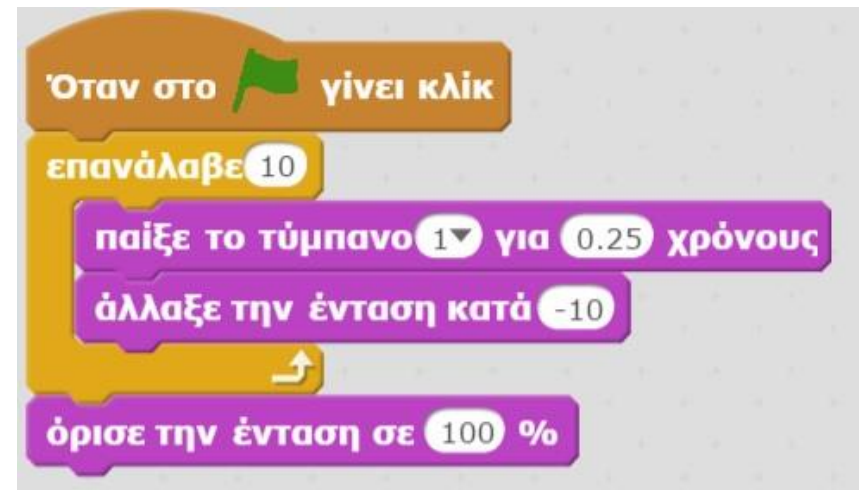 Όταν στο γίνει κλίκ
επανάλαβε 10
παίξε το τύμπανο 1 για 0.25 χρόνους
άλλαξε την ένταση κατά -10
όρισε την ένταση σε 100 %